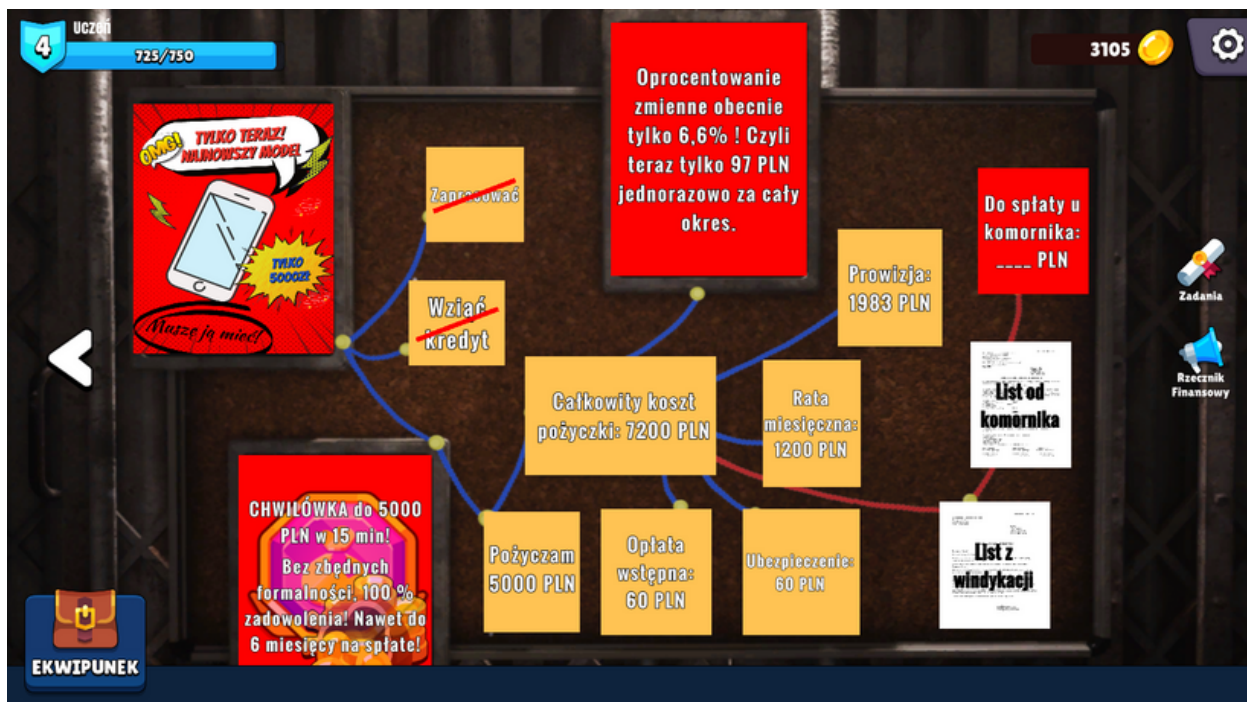 4
Uczeń
725/750
3105
OMG!
TYLKO TERAZ!
NAJNOWSZY MODEL
TYLKO
5000ZŁ
Muszę ją mieć!
Zapracować
Wziąć
kredyt
Oprocentowanie
zmienne obecnie
tylko 6,6% ! Czyli
teraz tylko 97 PLN
jednorazowo za cały
okres.
Prowizja:
1983 PLN
Do spłaty u
komornika:
____ PLN
Zadania
Rzecznik
Finansowy
Całkowity koszt
pożyczki: 7200 PLN
Rata
miesięczna:
1200 PLN
List od
komornika
CHWILÓWKA do 5000
PLN w 15 min!
Bez zbędnych
formalności, 100 %
zadowolenia! Nawet do
6 miesięcy na spłatę!
Pożyczam
5000 PLN
Opłata
wstępna:
60 PLN
Ubezpieczenie:
60 PLN
List z
windykacji
EKWIPUNEK